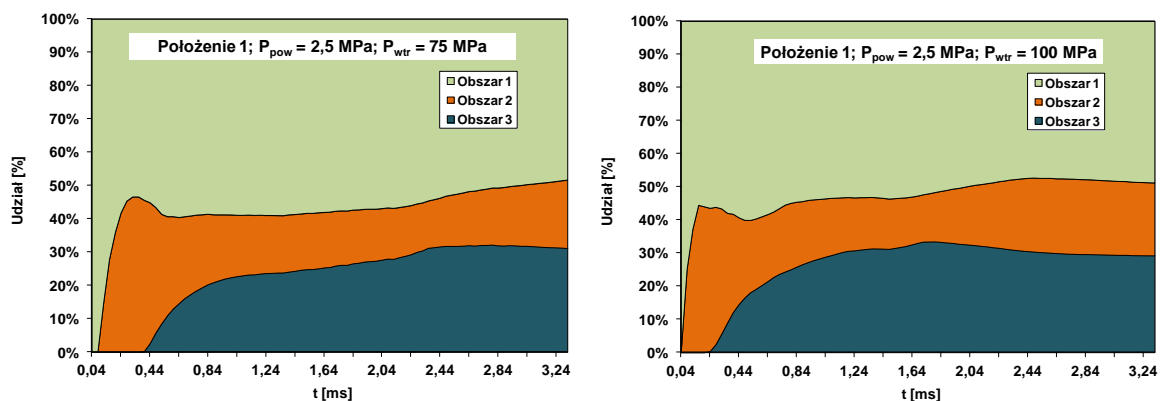 Położenie 1; Ppow = 2,5 MPa; Pwtr = 75 MPa
Obszar 1
Obszar 2
Obszar 3
Udział [%]
100%
90%
80%
70%
60%
50%
40%
30%
20%
10%
0%
0,04 0,44 0,84 1,24 1,64 2,04 2,44 2,84 3,24
t [ms]
Położenie 1; Ppow = 2,5 MPa; Pwtr = 100 MPa
Obszar 1
Obszar 2
Obszar 3
Udział [%]
100%
90%
80%
70%
60%
50%
40%
30%
20%
10%
0%
0,04 0,44 0,84 1,24 1,64 2,04 2,44 2,84 3,24
t [ms]